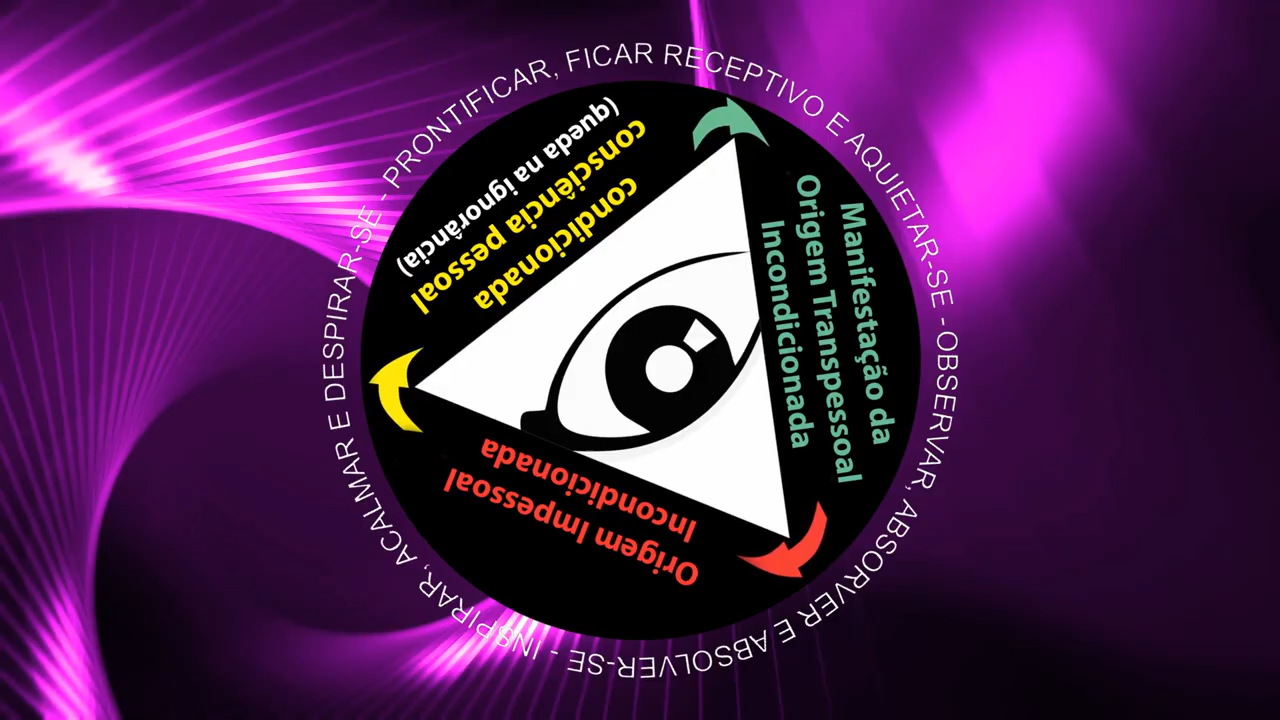 PRONTIFICAR, FICAR RECEPTIVO E AQUIETAR-SE - OBSERVAR, ABSORVER E ABSOLVER-SE - INSPIRAR, ACALMAR E DESPIRAR-SE -
Manifestação da
Origem Transpessoal
Incondicionada
Origem Impessoal
Incondicionada
condicionada
consciência pessoal
(queda na ignorância)